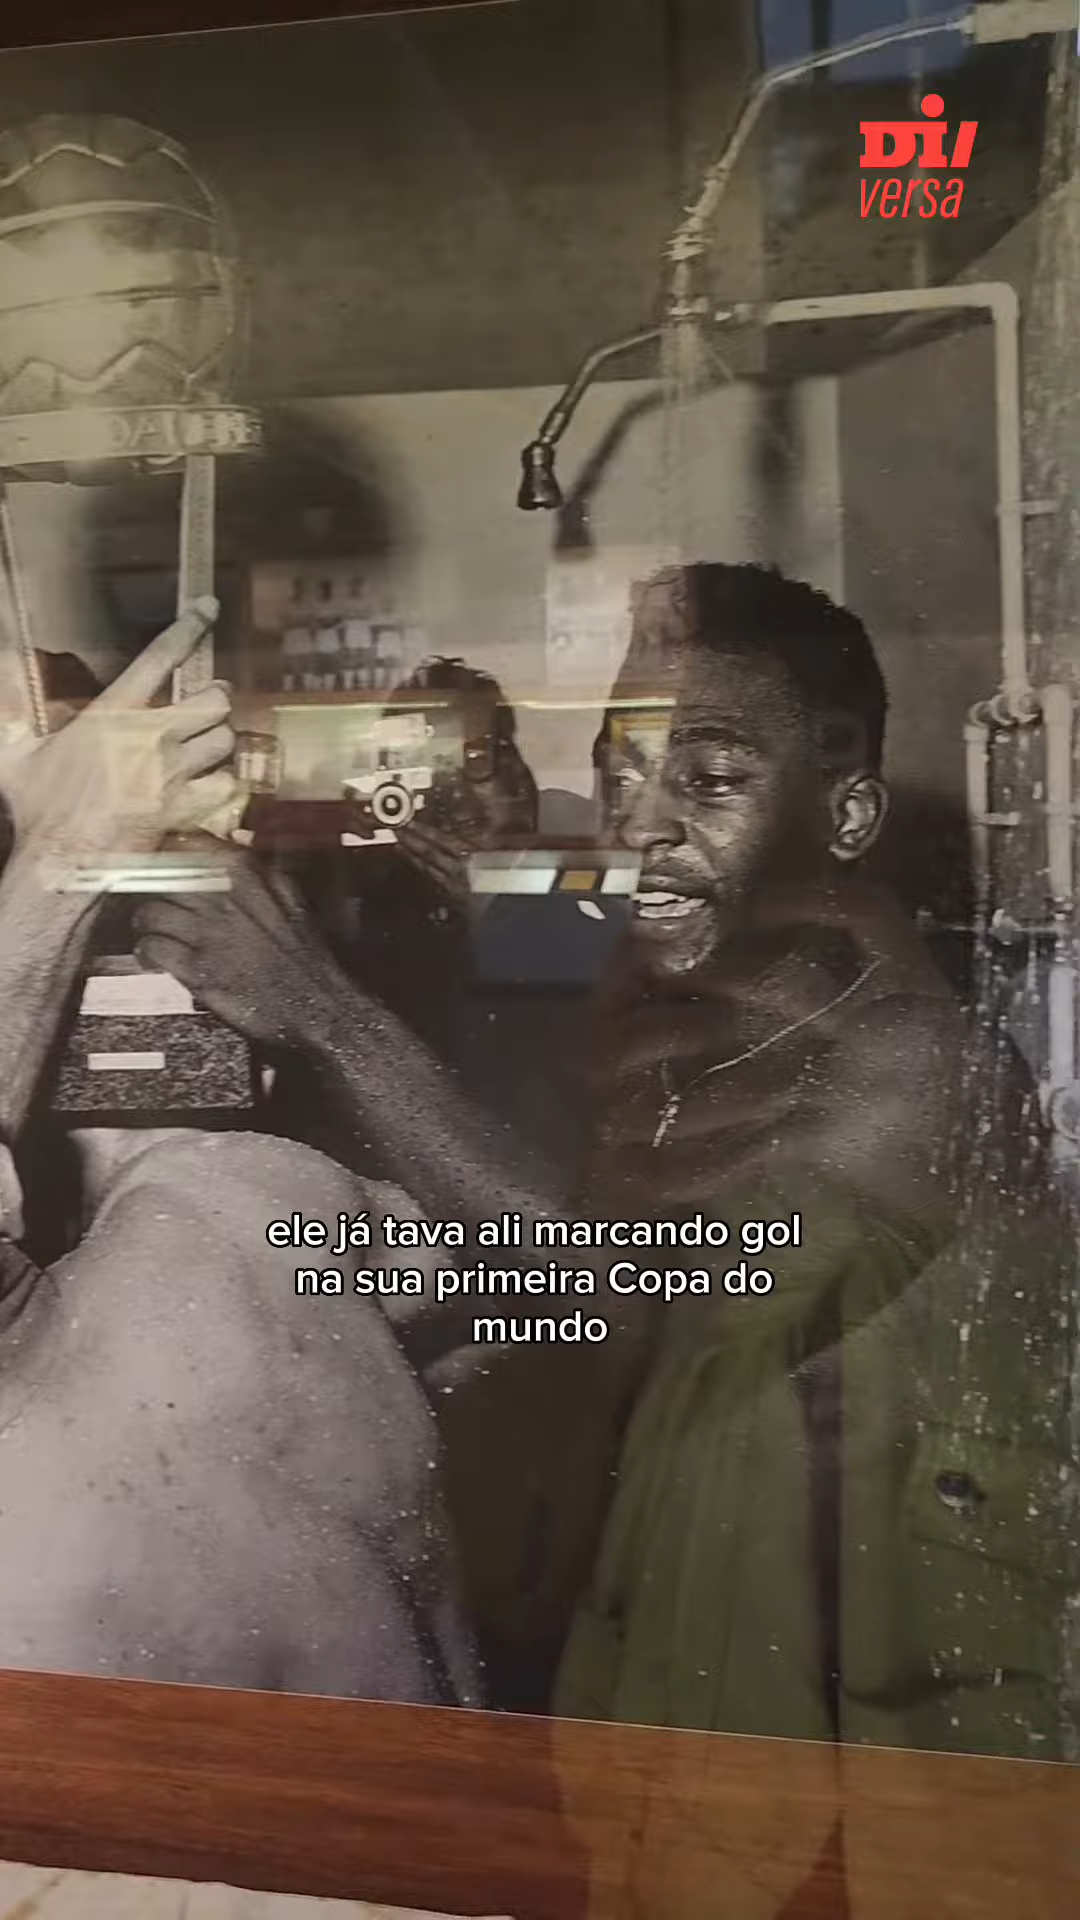 Di/
versa
ele já tava ali marcando gol
na sua primeira Copa do
mundo